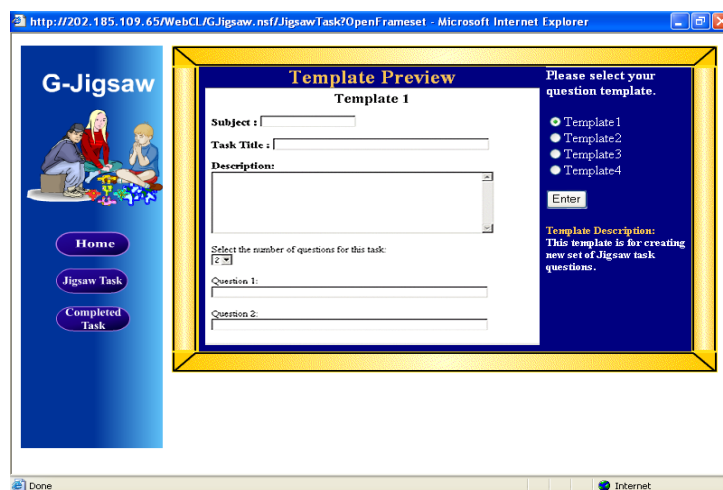 http://202.185.109.65/WebCL/GJigsaw.nsf/JigsawTask?OpenFrameset - Microsoft Internet Explorer
G-Jigsaw
Home
Jigsaw Task
Completed
Task
Template Preview
Template 1
Subject :
Task Title :
Description:
Select the number of questions for this task:
2
Question 1:
Question 2:
Please select your
question template.
Template1
Template2
Template3
Template4
Enter
Template Description:
This template is for creating
new set of Jigsaw task
questions.
Done
Internet